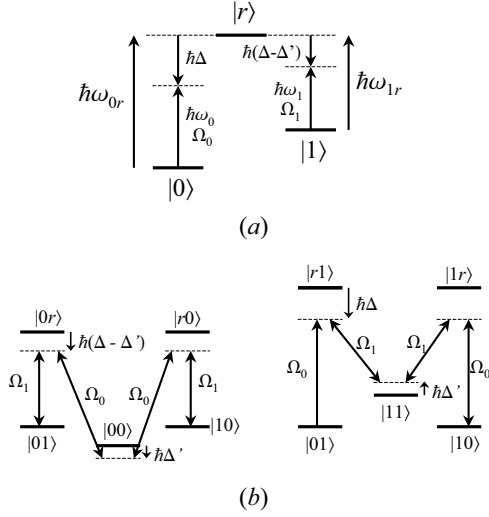 |r⟩
ħΔ
ħ(Δ-Δ')
ħω₀ᵣ
ħω₁ᵣ
ħω₀
Ω₀
ħω₁
Ω₁
|0⟩
|1⟩
(a)
|0r⟩
|r0⟩
ħ(Δ - Δ')
Ω₁
Ω₀
Ω₀
Ω₁
|01⟩
|00⟩
|10⟩
ħΔ'
|r1⟩
|1r⟩
ħΔ
Ω₀
Ω₁
Ω₁
Ω₀
ħΔ'
|11⟩
|01⟩
|10⟩
(b)